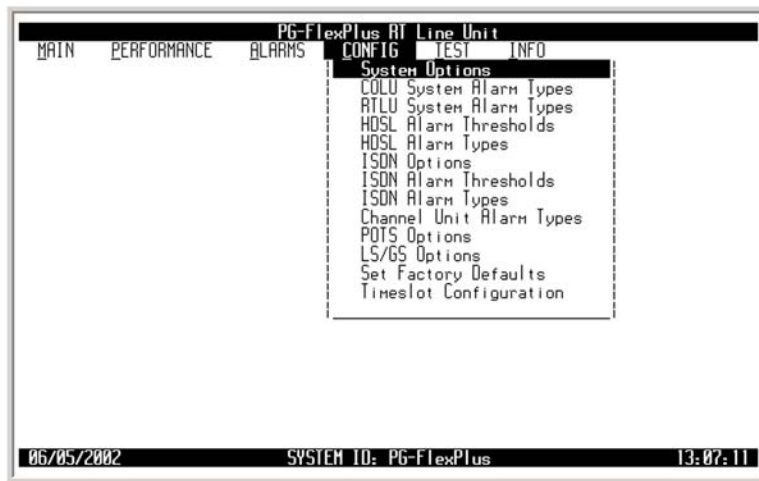 PG-FlexPlus RT Line Unit
MAIN PERFORMANCE ALARMS CONFIG TEST INFO
System Options
COLU System Alarm Types
RTLU System Alarm Types
HDSL Alarm Thresholds
HDSL Alarm Types
ISDN Options
ISDN Alarm Thresholds
ISDN Alarm Types
Channel Unit Alarm Types
POTS Options
LS/GS Options
Set Factory Defaults
Timeslot Configuration
06/05/2002 SYSTEM ID: PG-FlexPlus 13:07:11